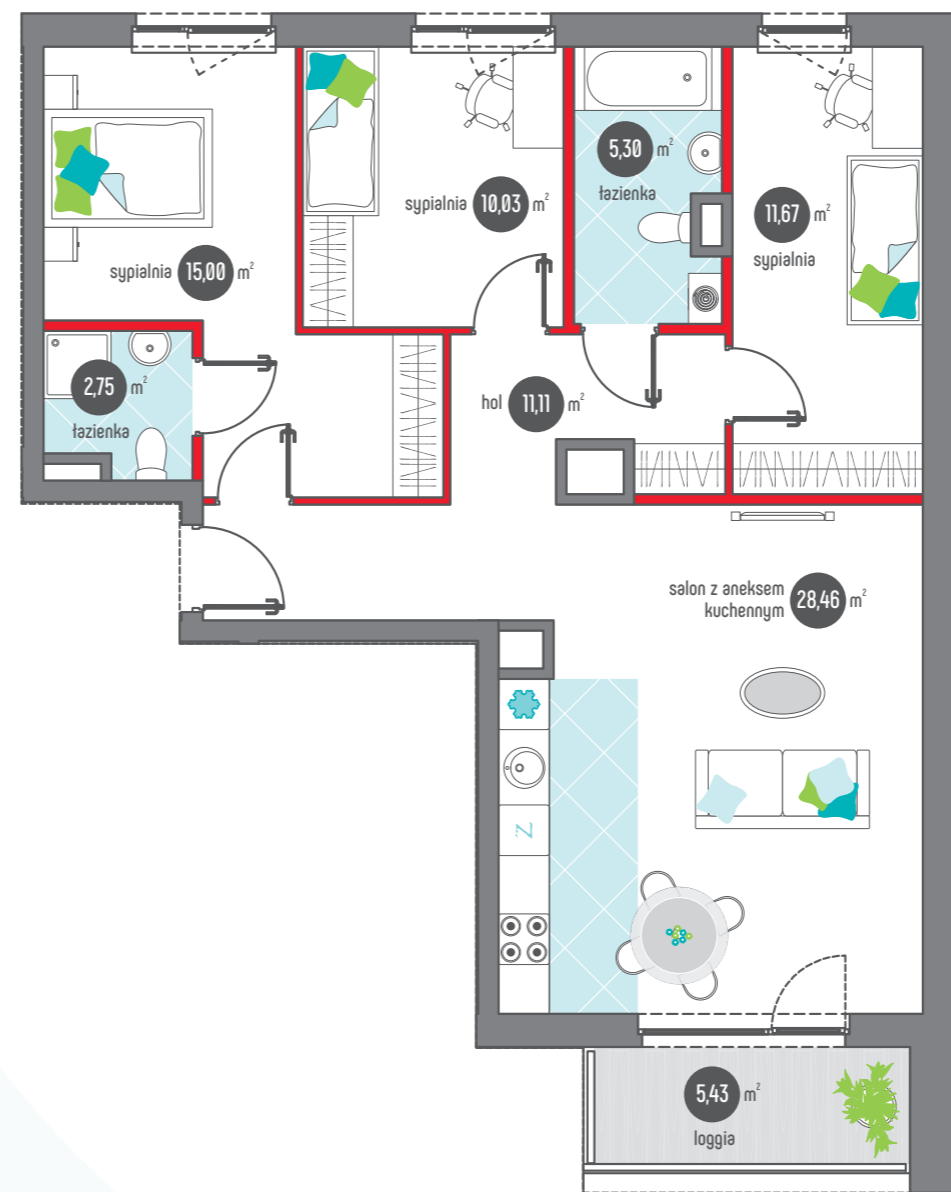 5,30 m²
łazienka
sypialnia 10,03 m²
11,67 m²
sypialnia
sypialnia 15,00 m²
2,75 m²
łazienka
hol 11,11 m²
salon z aneksem
kuchennym 28,46 m²
Z..
5,43 m²
loggia